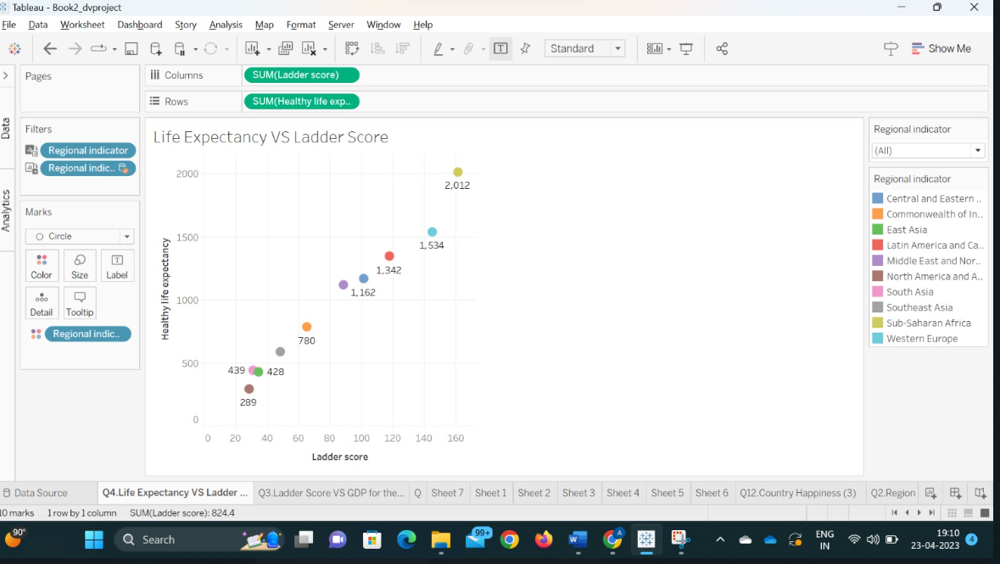 Tableau - Book2_dvproject
File Data Worksheet Dashboard Story Analysis Map Format Server Window Help
Standard
Show Me
Pages
Columns
SUM(Ladder score)
Rows
SUM(Healthy life exp..
Data
Analytics
Filters
Regional indicator
Regional indic..
Marks
Circle
Color Size Label
Detail Tooltip
Regional indic..
Life Expectancy VS Ladder Score
Healthy life expectancy
2000
1500
1000
500
0
2,012
1,534
1,342
1,162
780
439
428
289
0 20 40 60 80 100 120 140 160
Ladder score
Regional indicator
(All)
Regional indicator
Central and Eastern ..
Commonwealth of In..
East Asia
Latin America and Ca..
Middle East and Nor..
North America and A..
South Asia
Southeast Asia
Sub-Saharan Africa
Western Europe
Data Source Q4.Life Expectancy VS Ladder ... Q3.Ladder Score VS GDP for the... Q Sheet 7 Sheet 1 Sheet 2 Sheet 3 Sheet 4 Sheet 5 Sheet 6 Q12.Country Happiness (3) Q2.Region
10 marks 1 row by 1 column SUM(Ladder score): 824.4
90°
Search
99+
ENG
IN
19:10
23-04-2023
4